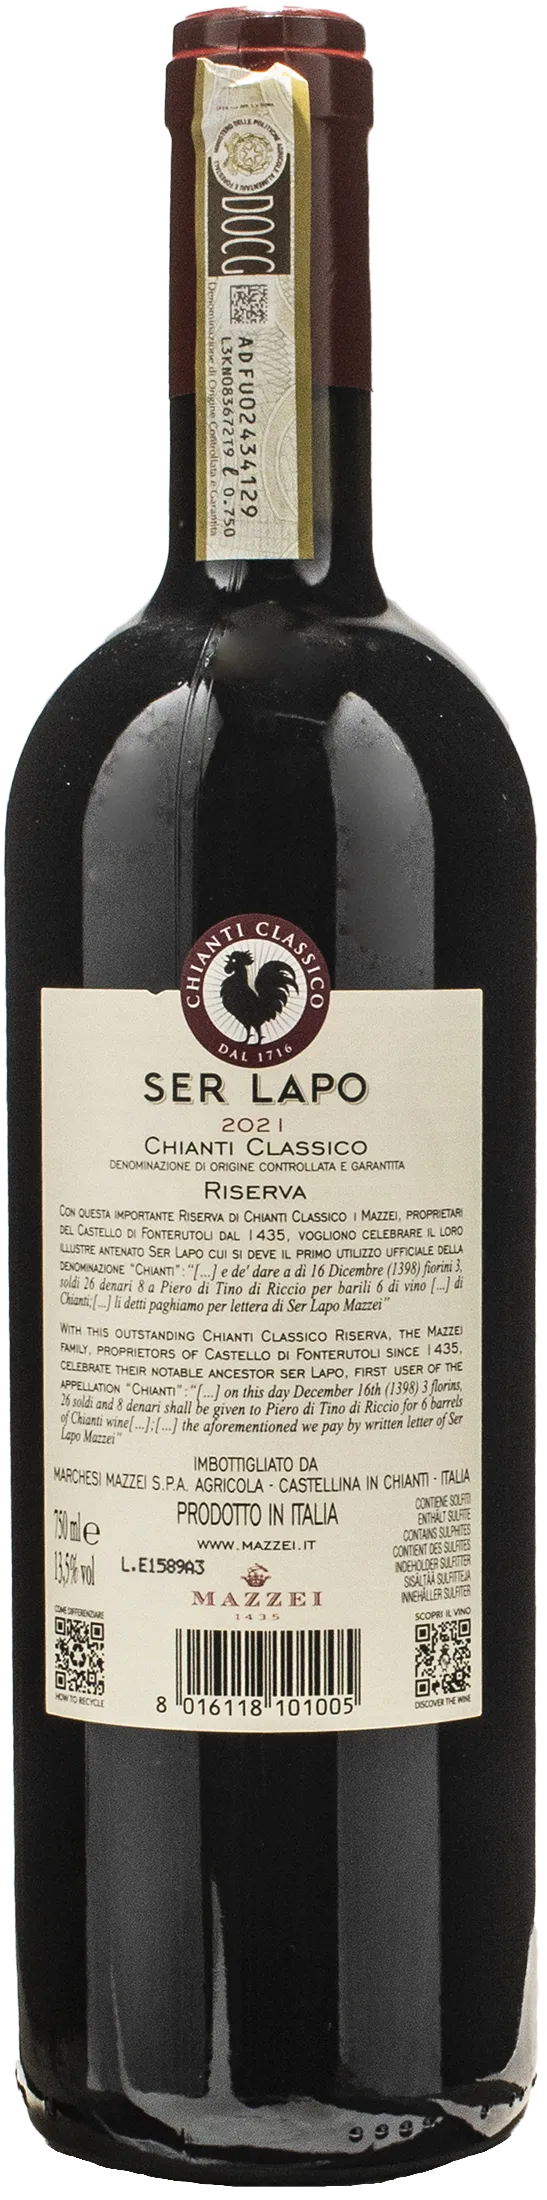 MINISTERO DELLE POLITICHE AGRICOLE ALIMENTARI E FORESTALI
DOCG
Denominazione di Origine Controllata e Garantita
ADFU02434129
L3KN08367219 ℓ 0.750
CHIANTI CLASSICO
DAL 1716
SER LAPO
2021
CHIANTI CLASSICO
DENOMINAZIONE DI ORIGINE CONTROLLATA E GARANTITA
RISERVA
CON QUESTA IMPORTANTE RISERVA DI CHIANTI CLASSICO I MAZZEI, PROPRIETARI
DEL CASTELLO DI FONTERUTOLI DAL 1435, VOGLIONO CELEBRARE IL LORO
ILLUSTRE ANTENATO SER LAPO CUI SI DEVE IL PRIMO UTILIZZO UFFICIALE DELLA
DENOMINAZIONE "CHIANTI":"[...] e de' dare a dì 16 Dicembre (1398) fiorini 3,
soldi 26 denari 8 a Piero di Tino di Riccio per barili 6 di vino [...] di
Chianti;[...] li detti paghiamo per lettera di Ser Lapo Mazzei"
WITH THIS OUTSTANDING CHIANTI CLASSICO RISERVA, THE MAZZEI
FAMILY, PROPRIETORS OF CASTELLO DI FONTERUTOLI SINCE 1435,
CELEBRATE THEIR NOTABLE ANCESTOR SER LAPO, FIRST USER OF THE
APPELLATION "CHIANTI":"[...] on this day December 16th (1398) 3 florins,
26 soldi and 8 denari shall be given to Piero di Tino di Riccio for 6 barrels
of Chianti wine[...];[...] the aforementioned we pay by written letter of Ser
Lapo Mazzei"
IMBOTTIGLIATO DA
MARCHESI MAZZEI S.P.A. AGRICOLA - CASTELLINA IN CHIANTI - ITALIA
PRODOTTO IN ITALIA
WWW.MAZZEI.IT
750 ml e
13,5% vol
L.E1589A3
MAZZEI
1435
CONTIENE SOLFITI
ENTHÄLT SULFITE
CONTAINS SULPHITES
CONTIENT DES SULFITES
INDEHOLDER SULFITTER
SISÄLTÄÄ SULFITTEJA
INNEHÅLLER SULFITER
COME DIFFERENZIARE
HOW TO RECYCLE
8 016118 101005
SCOPRI IL VINO
DISCOVER THE WINE